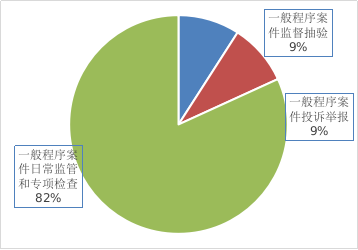 一般程序案
件监督抽验
9%
一般程序案
件投诉举报
9%
一般程序案
件日常监管
和专项检查
82%